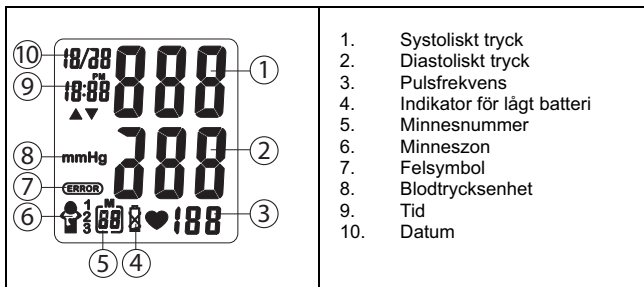 10 18/38 888 1
9 PM
18:88
▲▼
8 mmHg 288 2
7 ERROR
6 1 2 3 M 88 188 3
5 4
1. Systoliskt tryck
2. Diastoliskt tryck
3. Pulsfrekvens
4. Indikator för lågt batteri
5. Minnesnummer
6. Minneszon
7. Felsymbol
8. Blodtrycksenhet
9. Tid
10. Datum